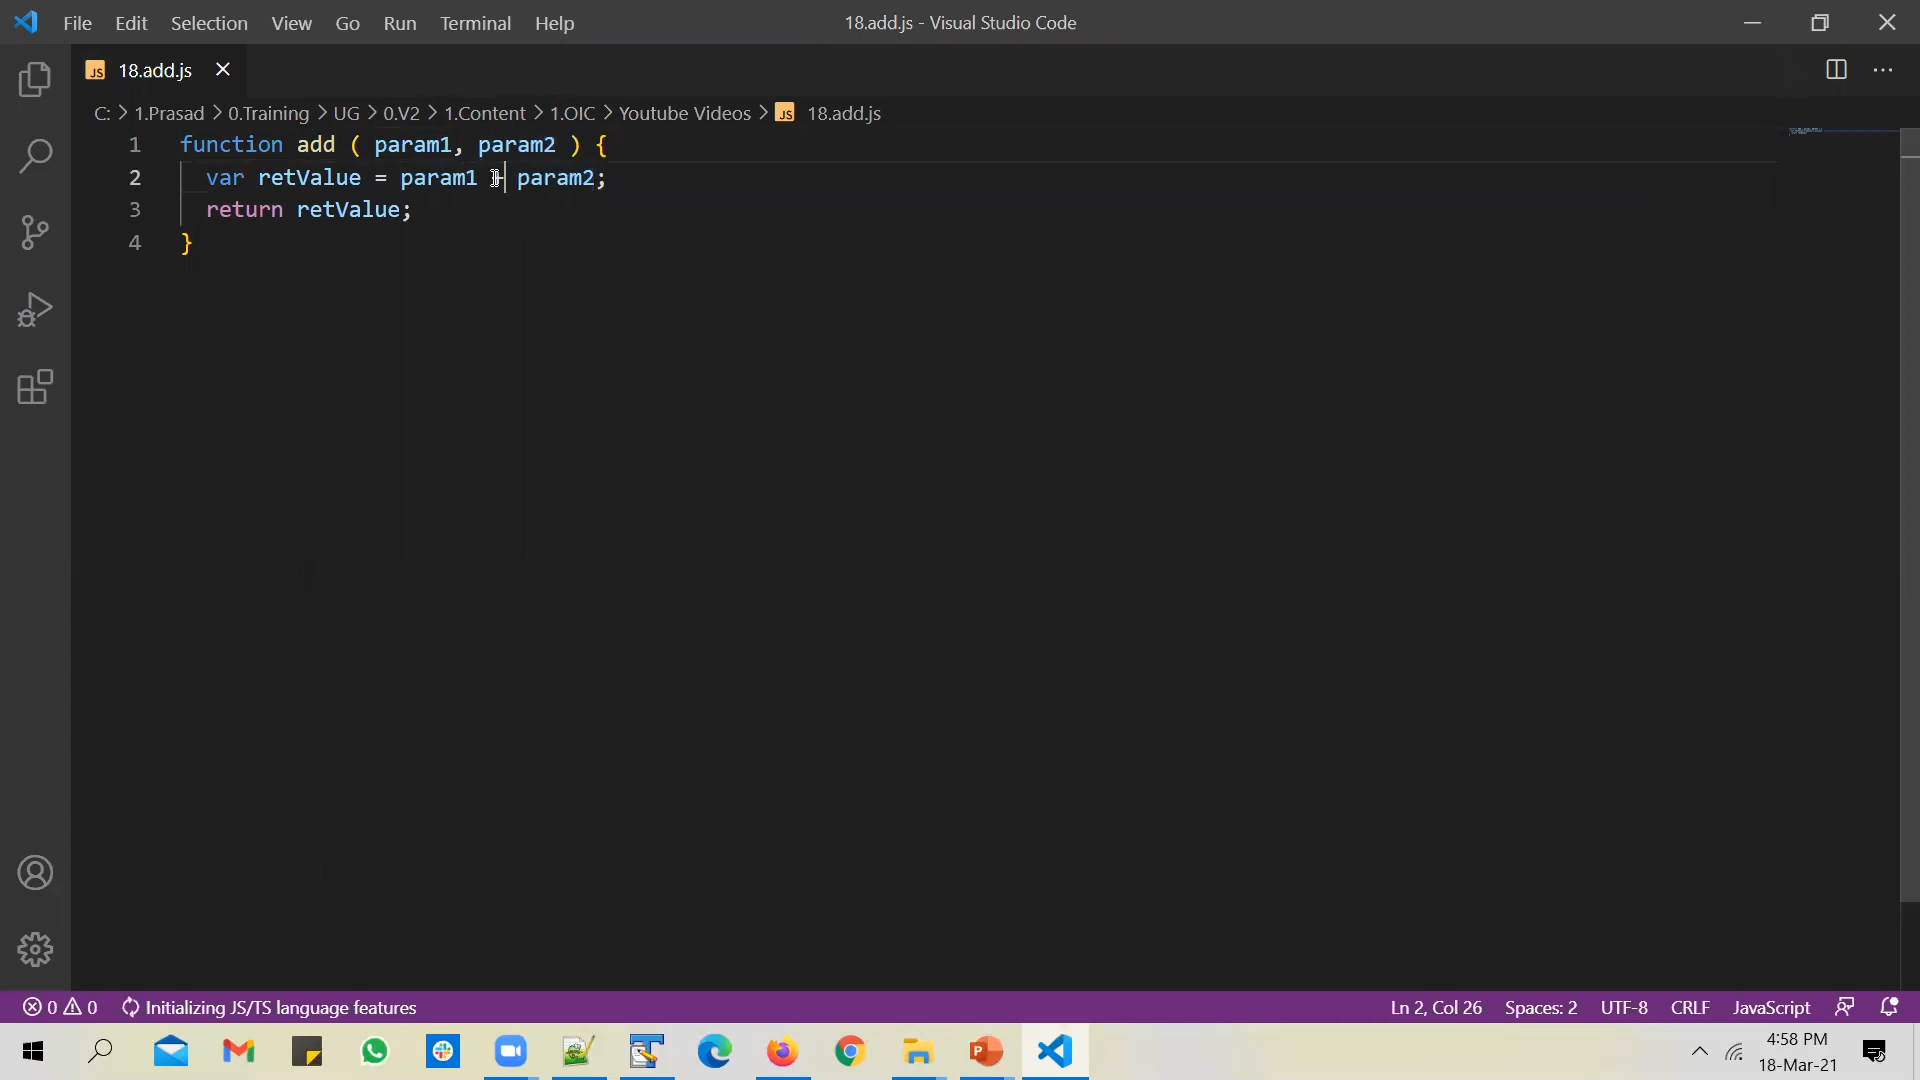 File Edit Selection View Go Run Terminal Help 18.add.js - Visual Studio Code
JS 18.add.js
C: > 1.Prasad > 0.Training > UG > 0.V2 > 1.Content > 1.OIC > Youtube Videos > JS 18.add.js
1 function add ( param1, param2 ) {
2 var retValue = param1 + param2;
3 return retValue;
4 }
0 0 Initializing JS/TS language features Ln 2, Col 26 Spaces: 2 UTF-8 CRLF JavaScript
4:58 PM
18-Mar-21